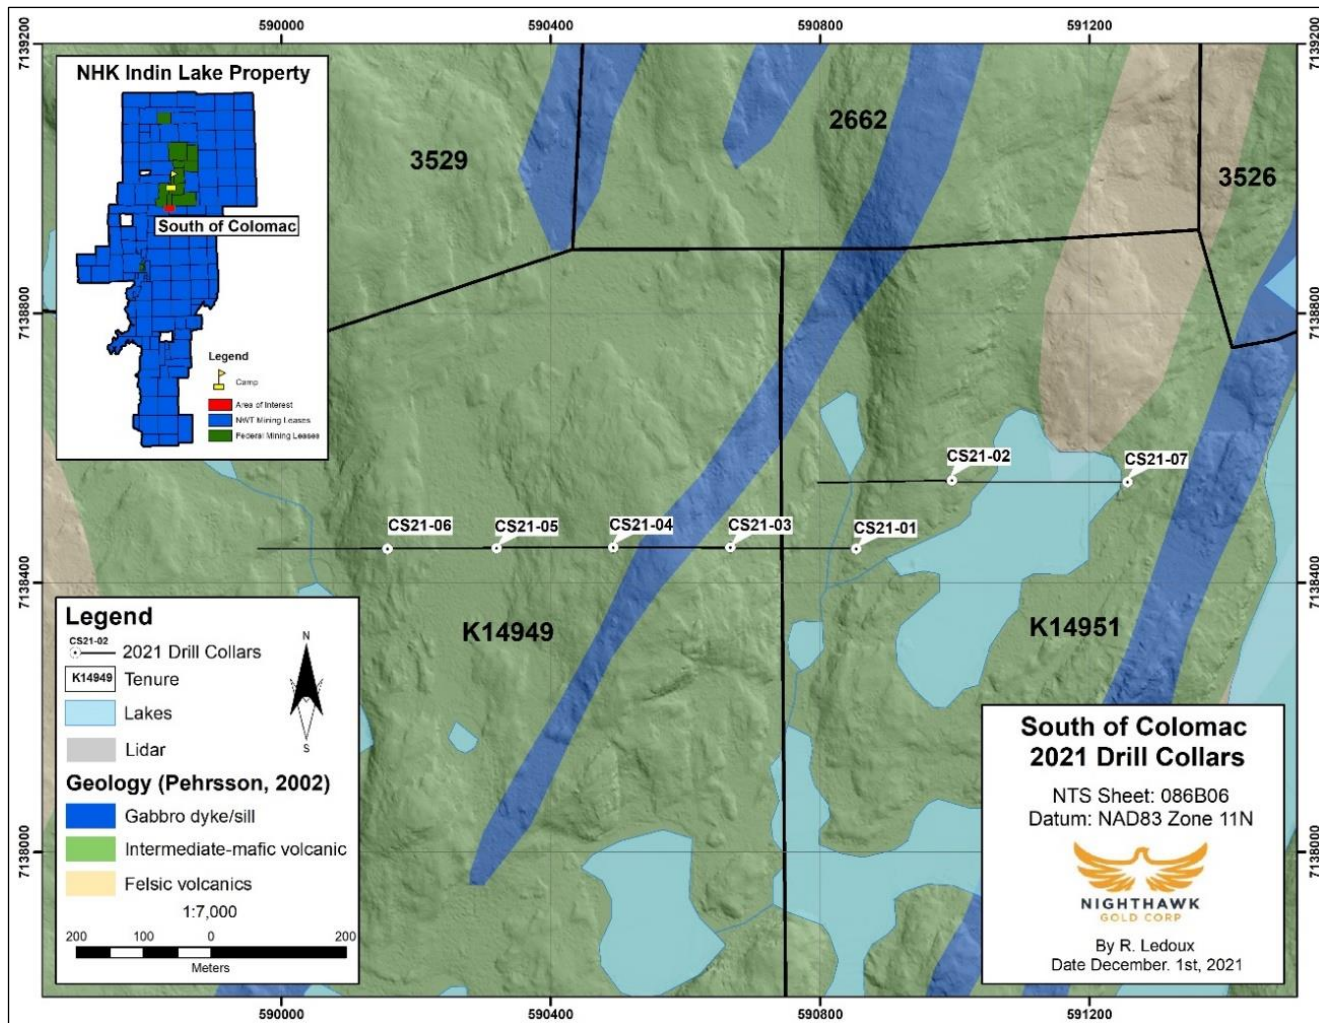 590000
590400
590800
591200
7139200
7139200
NHK Indin Lake Property
South of Colomac
Legend
Camp
Area of Interest
NWT Mining Leases
Federal Mining Leases
3529
2662
3526
7138800
7138800
CS21-02
CS21-07
CS21-06
CS21-05
CS21-04
CS21-03
CS21-01
7138400
7138400
K14949
K14951
Legend
CS21-02
2021 Drill Collars
K14949 Tenure
Lakes
Lidar
N
S
Geology (Pehrsson, 2002)
Gabbro dyke/sill
Intermediate-mafic volcanic
Felsic volcanics
1:7,000
200 100 0 200
Meters
South of Colomac
2021 Drill Collars
NTS Sheet: 086B06
Datum: NAD83 Zone 11N
NIGHTHAWK
GOLD CORP
By R. Ledoux
Date December. 1st, 2021
7138000
7138000
590000
590400
590800
591200